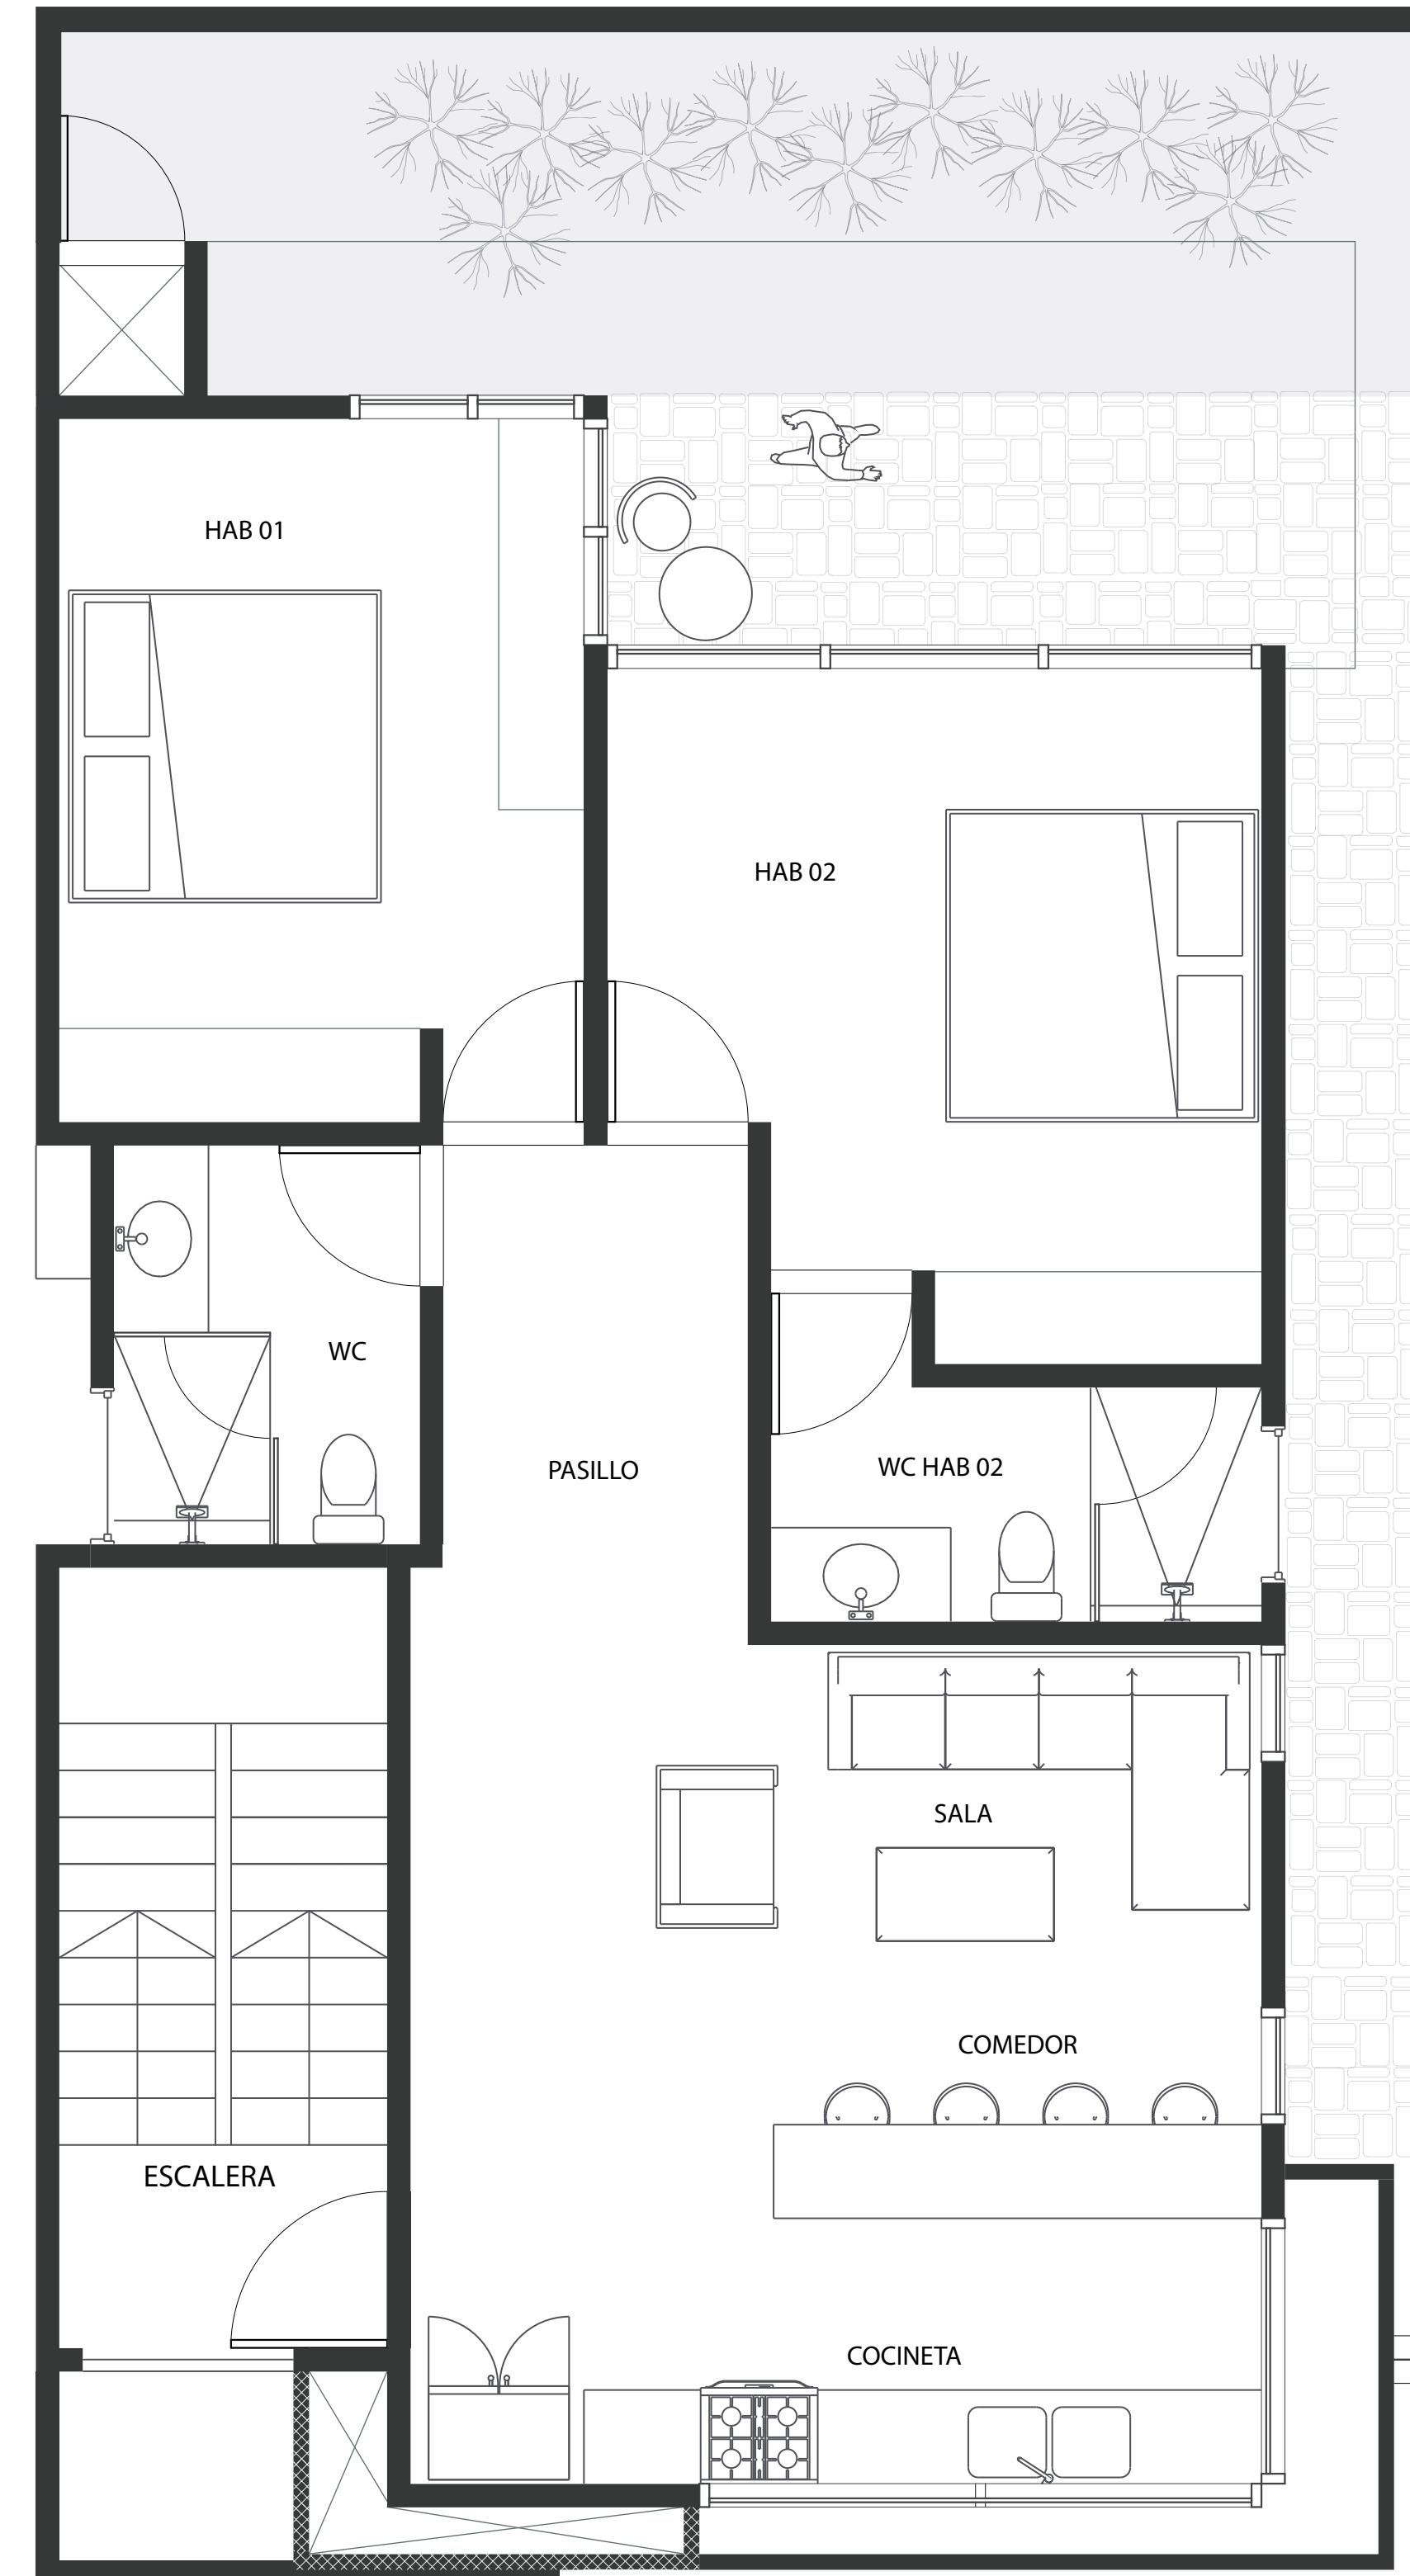 HAB 01
HAB 02
WC
WC HAB 02
PASILLO
SALA
COMEDOR
ESCALERA
COCINETA